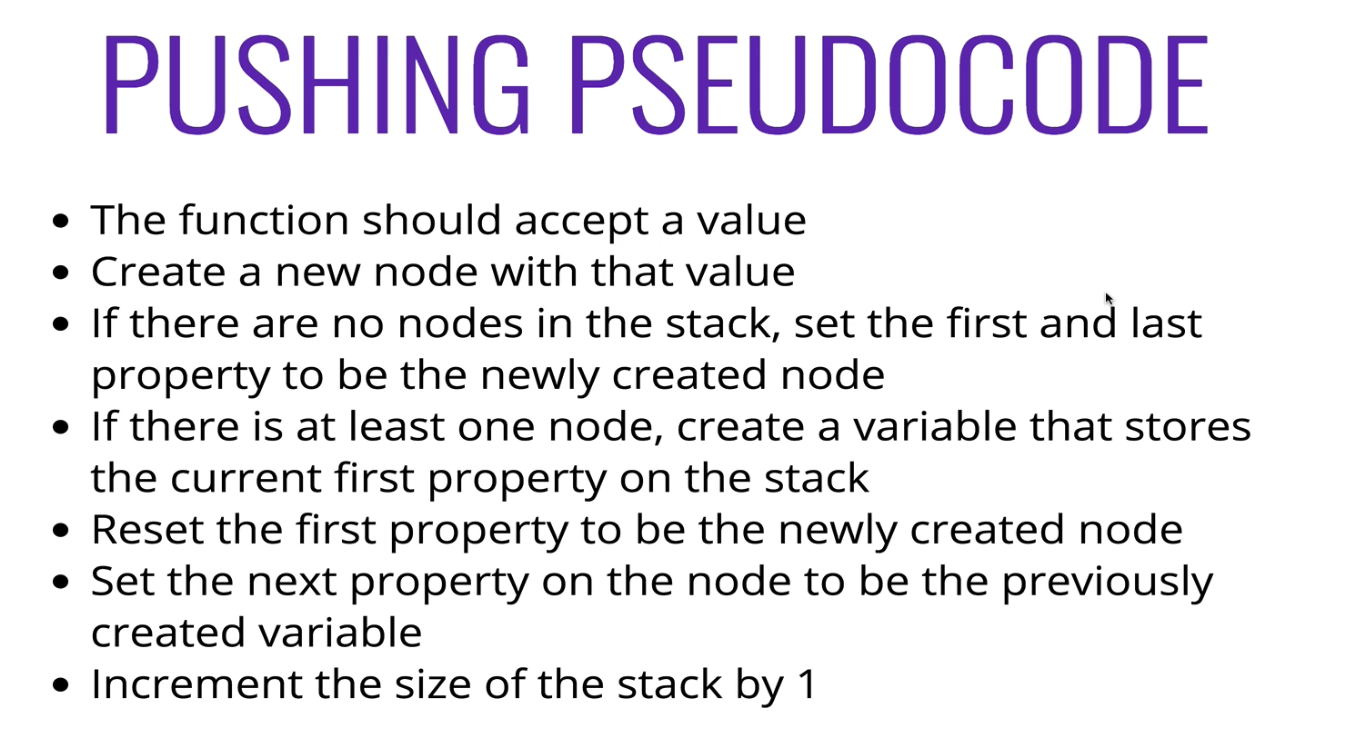 PUSHING PSEUDOCODE
• The function should accept a value
• Create a new node with that value
• If there are no nodes in the stack, set the first and last
property to be the newly created node
• If there is at least one node, create a variable that stores
the current first property on the stack
• Reset the first property to be the newly created node
• Set the next property on the node to be the previously
created variable
• Increment the size of the stack by 1